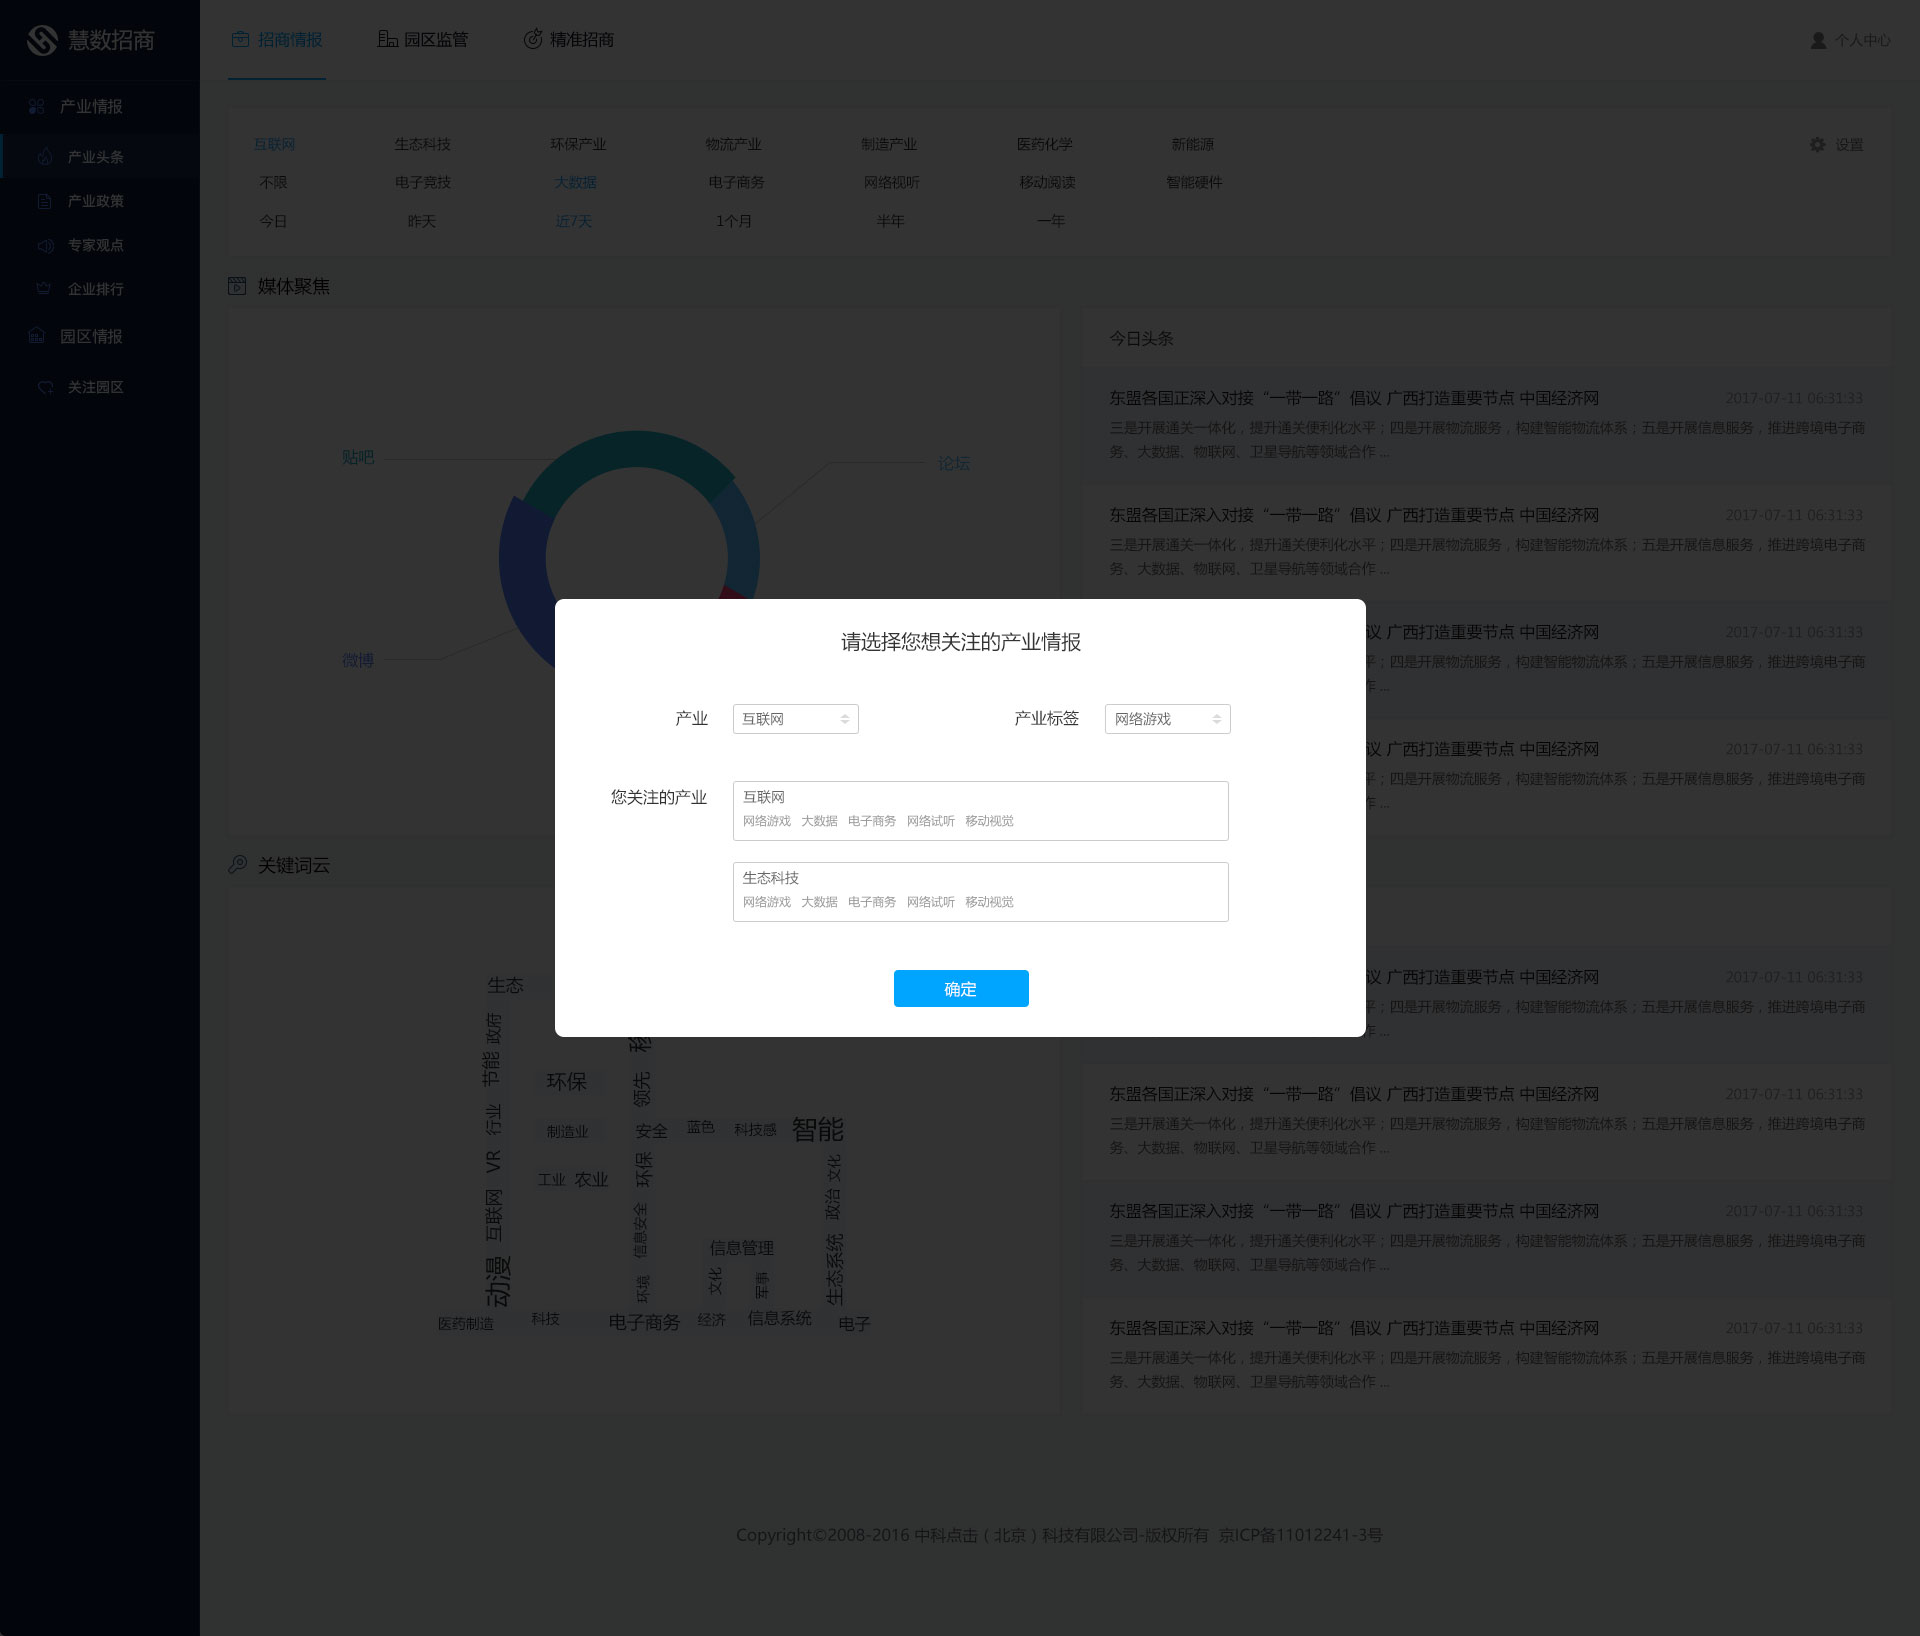 慧数招商
招商情报 园区监管 精准招商 个人中心
产业情报
产业头条
产业政策
专家观点
企业排行
园区情报
关注园区
互联网 生态科技 环保产业 物流产业 制造产业 医药化学 新能源 设置
不限 电子竞技 大数据 电子商务 网络视听 移动阅读 智能硬件
今日 昨天 近7天 1个月 半年 一年
媒体聚焦
贴吧
论坛
微博
今日头条
东盟各国正深入对接“一带一路”倡议 广西打造重要节点 中国经济网 2017-07-11 06:31:33
三是开展通关一体化，提升通关便利化水平；四是开展物流服务，构建智能物流体系；五是开展信息服务，推进跨境电子商
务、大数据、物联网、卫星导航等领域合作 ...
东盟各国正深入对接“一带一路”倡议 广西打造重要节点 中国经济网 2017-07-11 06:31:33
三是开展通关一体化，提升通关便利化水平；四是开展物流服务，构建智能物流体系；五是开展信息服务，推进跨境电子商
务、大数据、物联网、卫星导航等领域合作 ...
议 广西打造重要节点 中国经济网 2017-07-11 06:31:33
；四是开展物流服务，构建智能物流体系；五是开展信息服务，推进跨境电子商
作 ...
议 广西打造重要节点 中国经济网 2017-07-11 06:31:33
；四是开展物流服务，构建智能物流体系；五是开展信息服务，推进跨境电子商
作 ...
请选择您想关注的产业情报
产业 互联网 产业标签 网络游戏
您关注的产业
互联网
网络游戏 大数据 电子商务 网络试听 移动视觉
生态科技
网络游戏 大数据 电子商务 网络试听 移动视觉
确定
关键词云
生态
政府
节能
行业
VR
互联网
动漫
环保
制造业
工业 农业
移
领先
安全
蓝色
科技感
智能
环保
信息安全
环境
文化
政治
生态系统
信息管理
文化
军事
医药制造
科技
电子商务
经济
信息系统
电子
议 广西打造重要节点 中国经济网 2017-07-11 06:31:33
；四是开展物流服务，构建智能物流体系；五是开展信息服务，推进跨境电子商
作 ...
东盟各国正深入对接“一带一路”倡议 广西打造重要节点 中国经济网 2017-07-11 06:31:33
三是开展通关一体化，提升通关便利化水平；四是开展物流服务，构建智能物流体系；五是开展信息服务，推进跨境电子商
务、大数据、物联网、卫星导航等领域合作 ...
东盟各国正深入对接“一带一路”倡议 广西打造重要节点 中国经济网 2017-07-11 06:31:33
三是开展通关一体化，提升通关便利化水平；四是开展物流服务，构建智能物流体系；五是开展信息服务，推进跨境电子商
务、大数据、物联网、卫星导航等领域合作 ...
东盟各国正深入对接“一带一路”倡议 广西打造重要节点 中国经济网 2017-07-11 06:31:33
三是开展通关一体化，提升通关便利化水平；四是开展物流服务，构建智能物流体系；五是开展信息服务，推进跨境电子商
务、大数据、物联网、卫星导航等领域合作 ...
Copyright©2008-2016 中科点击（北京）科技有限公司-版权所有 京ICP备11012241-3号